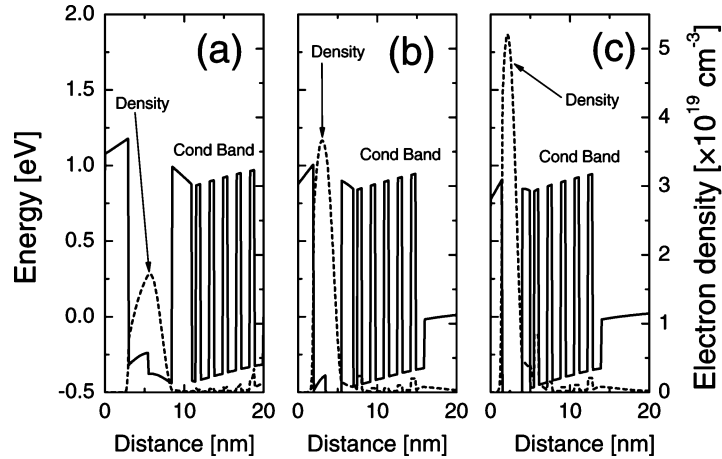 2.0
1.5
1.0
0.5
0.0
-0.5
Energy [eV]
(a)
Density
Cond Band
0 10 20
Distance [nm]
(b)
Density
Cond Band
0 10 20
Distance [nm]
(c)
Density
Cond Band
0 10 20
Distance [nm]
5
4
3
2
1
0
Electron density [×10¹⁹ cm⁻³]